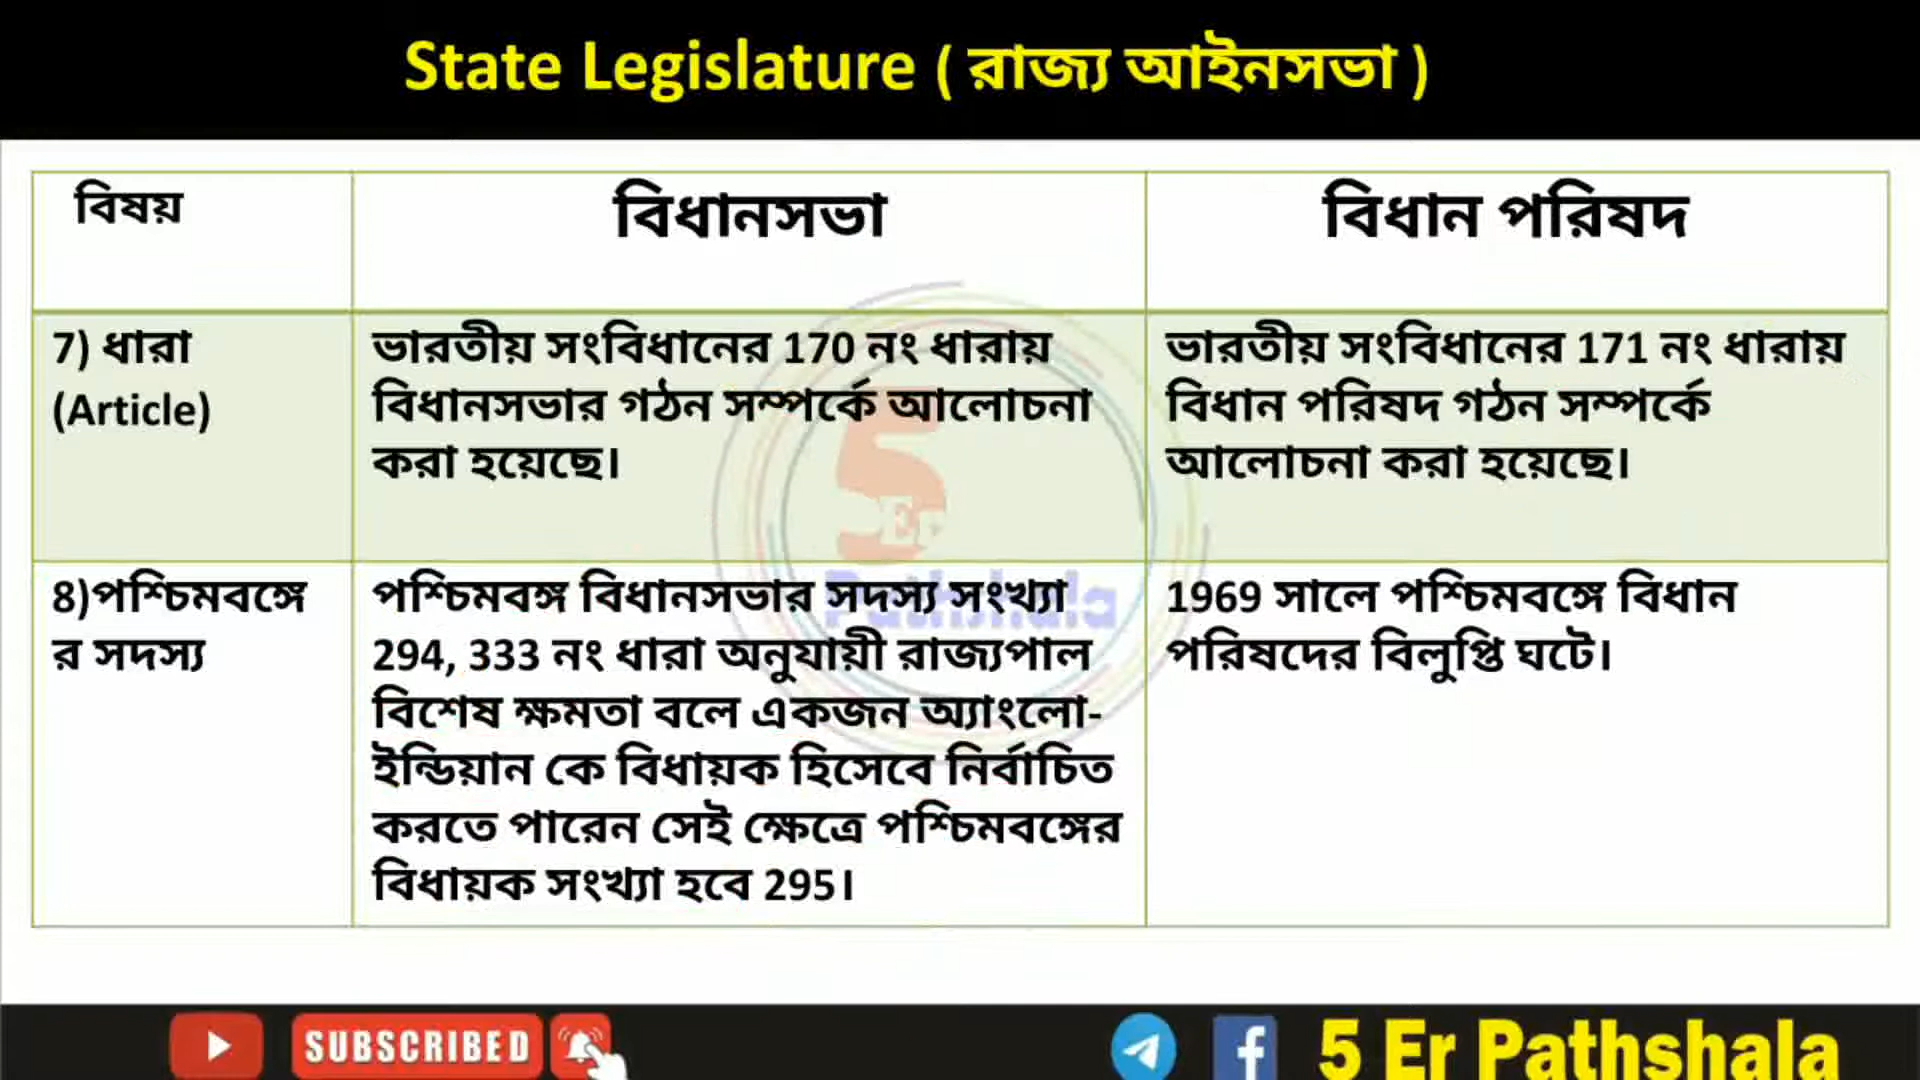 State Legislature ( রাজ্য আইনসভা )
বিষয়
বিধানসভা
বিধান পরিষদ
7) ধারা
(Article)
ভারতীয় সংবিধানের 170 নং ধারায়
বিধানসভার গঠন সম্পর্কে আলোচনা
করা হয়েছে।
ভারতীয় সংবিধানের 171 নং ধারায়
বিধান পরিষদ গঠন সম্পর্কে
আলোচনা করা হয়েছে।
8)পশ্চিমবঙ্গে
র সদস্য
পশ্চিমবঙ্গ বিধানসভার সদস্য সংখ্যা
294, 333 নং ধারা অনুযায়ী রাজ্যপাল
বিশেষ ক্ষমতা বলে একজন অ্যাংলো-
ইন্ডিয়ান কে বিধায়ক হিসেবে নির্বাচিত
করতে পারেন সেই ক্ষেত্রে পশ্চিমবঙ্গের
বিধায়ক সংখ্যা হবে 295।
1969 সালে পশ্চিমবঙ্গে বিধান
পরিষদের বিলুপ্তি ঘটে।
5
Er
Pathshala
SUBSCRIBED
5 Er Pathshala